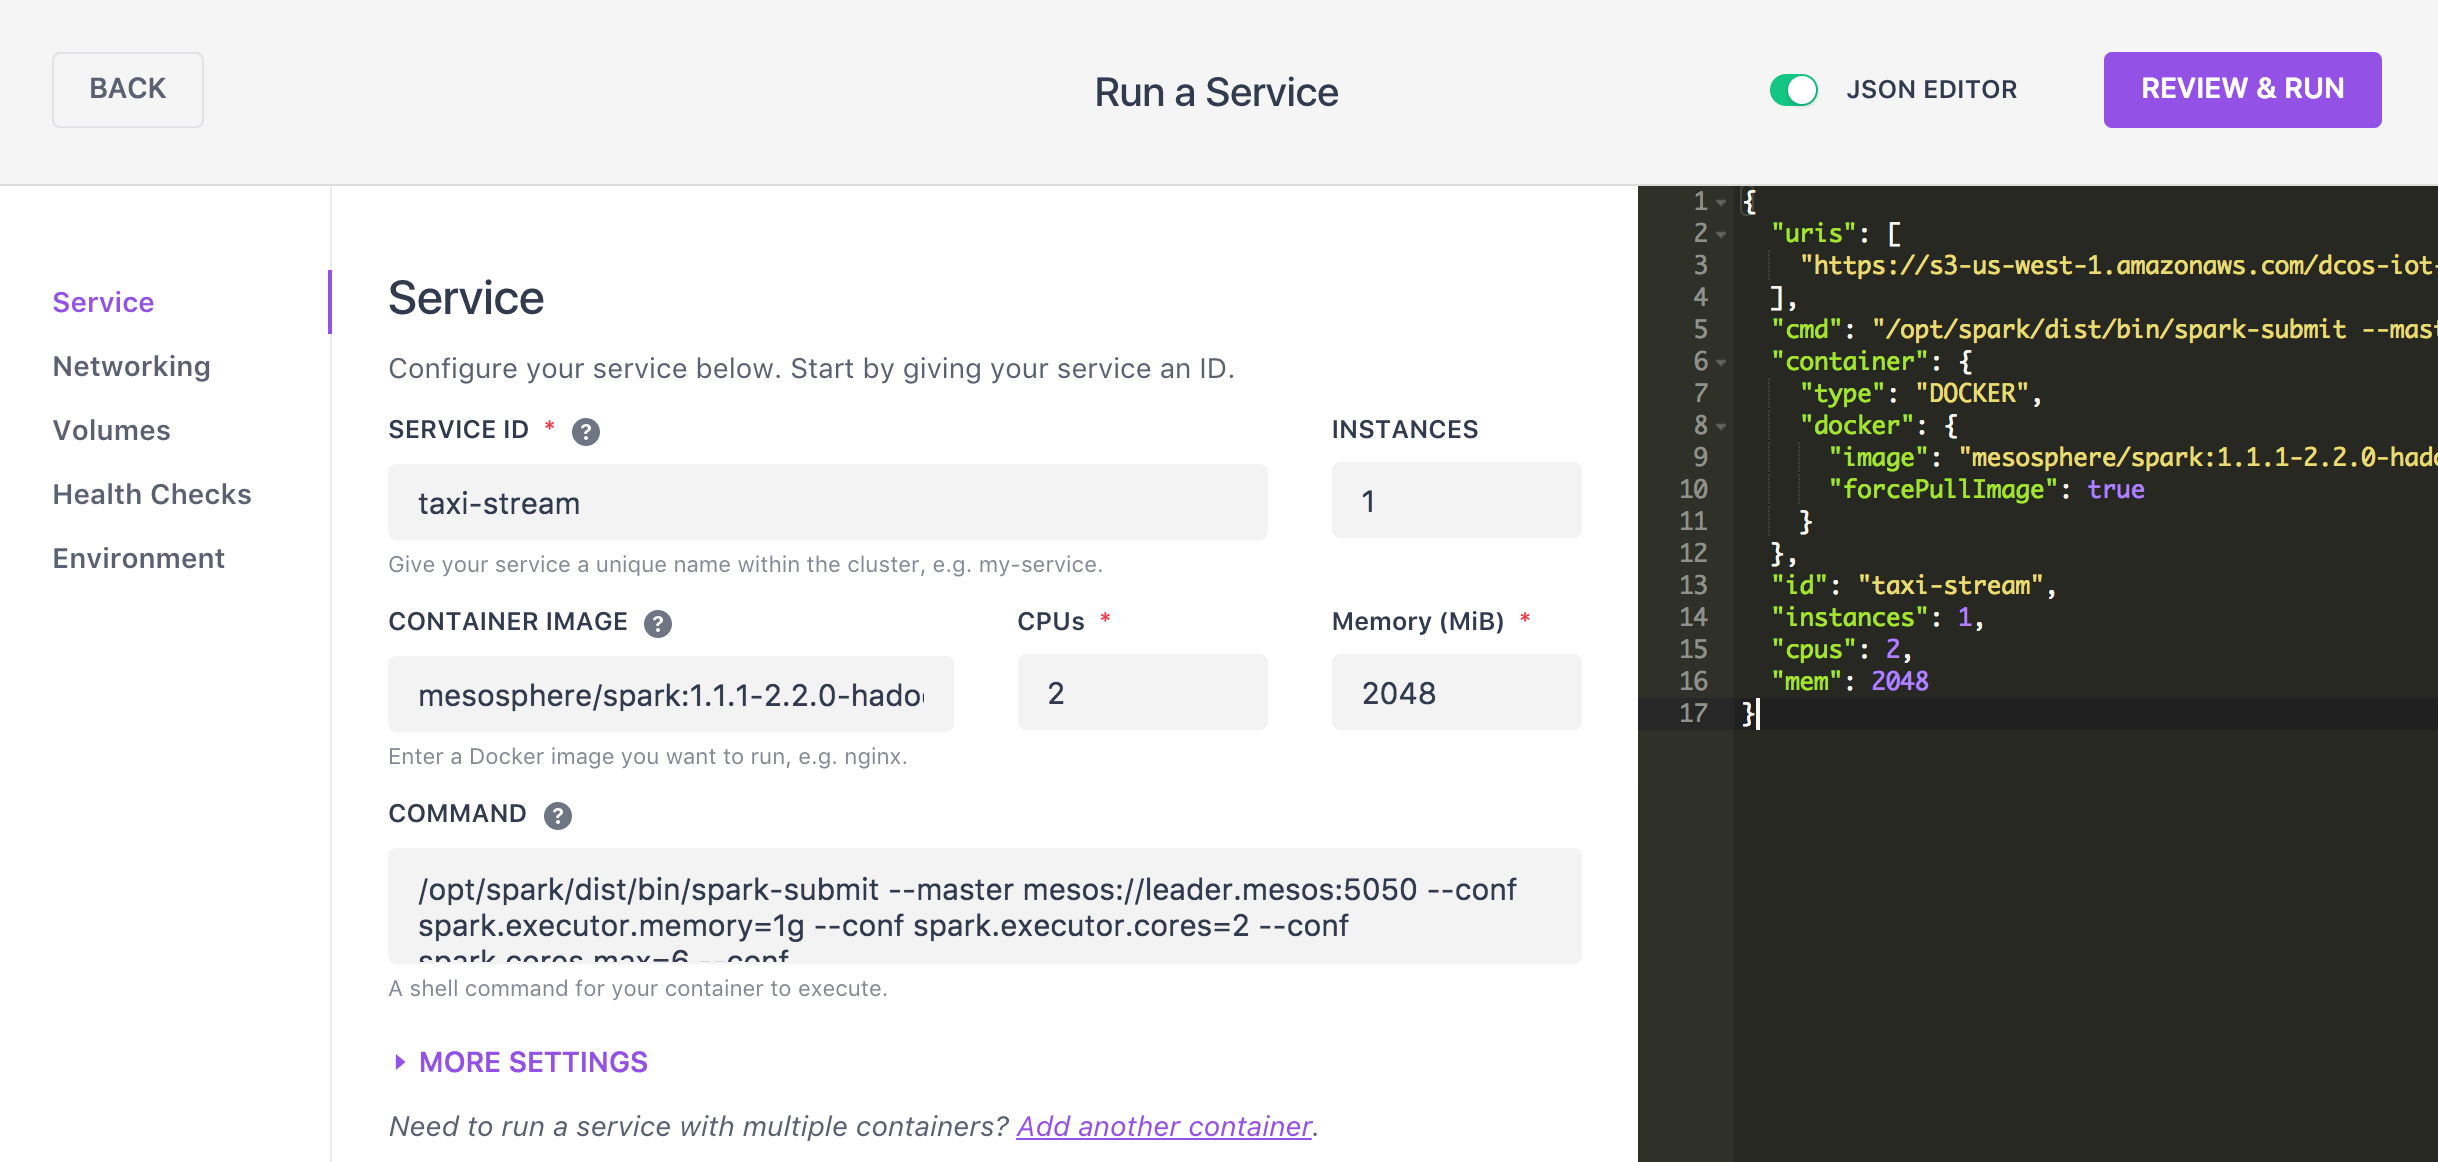 BACK
Run a Service
JSON EDITOR
REVIEW & RUN
Service
Networking
Volumes
Health Checks
Environment
Service
Configure your service below. Start by giving your service an ID.
SERVICE ID * ?
INSTANCES
taxi-stream
1
Give your service a unique name within the cluster, e.g. my-service.
CONTAINER IMAGE ?
CPUs *
Memory (MiB) *
mesosphere/spark:1.1.1-2.2.0-hado
2
2048
Enter a Docker image you want to run, e.g. nginx.
COMMAND ?
/opt/spark/dist/bin/spark-submit --master mesos://leader.mesos:5050 --conf
spark.executor.memory=1g --conf spark.executor.cores=2 --conf
spark.cores.max=6 --conf
A shell command for your container to execute.
MORE SETTINGS
Need to run a service with multiple containers? Add another container.
1 {
2 "uris": [
3 "https://s3-us-west-1.amazonaws.com/dcos-iot-
4 ],
5 "cmd": "/opt/spark/dist/bin/spark-submit --mast
6 "container": {
7 "type": "DOCKER",
8 "docker": {
9 "image": "mesosphere/spark:1.1.1-2.2.0-hado
10 "forcePullImage": true
11 }
12 },
13 "id": "taxi-stream",
14 "instances": 1,
15 "cpus": 2,
16 "mem": 2048
17 }